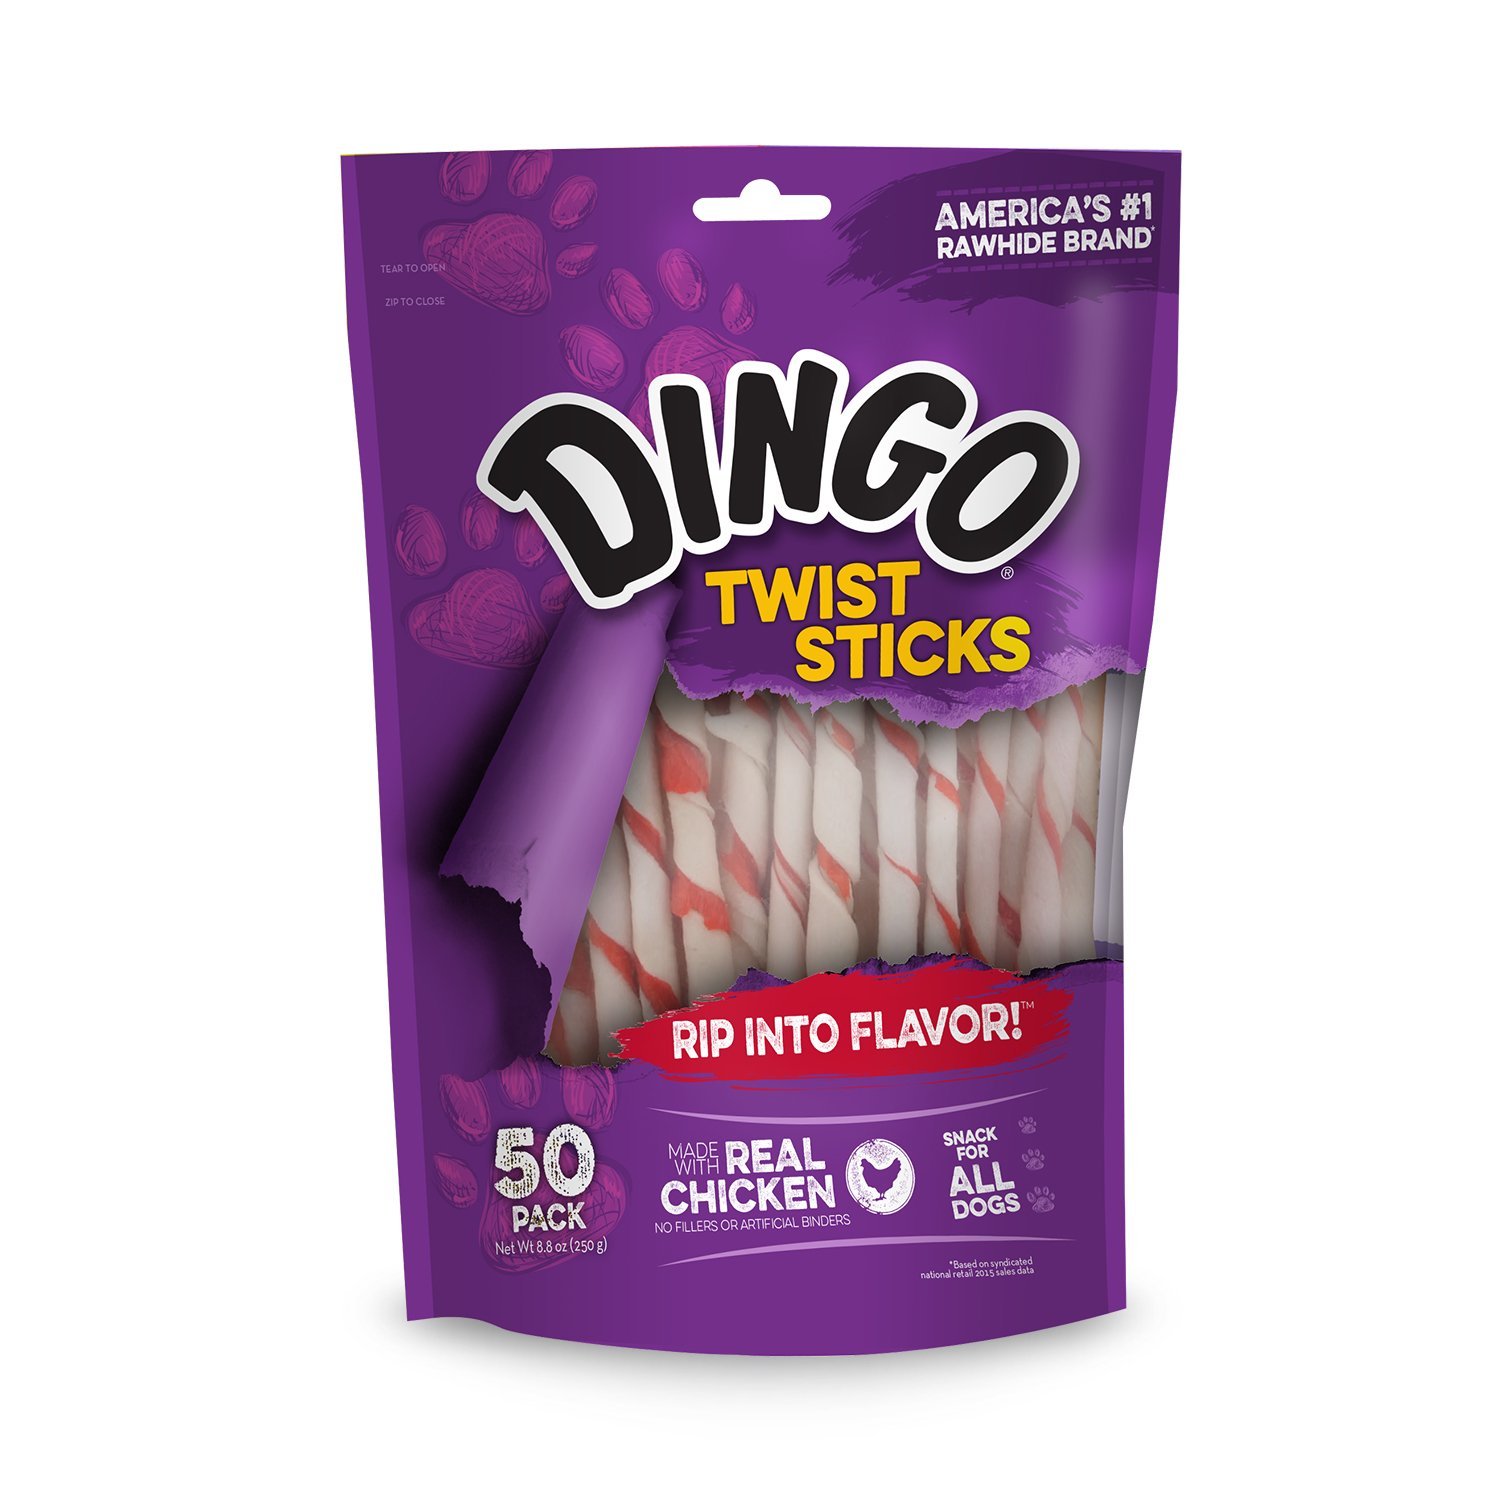 AMERICA'S #1
RAWHIDE BRAND*
TEAR TO OPEN
ZIP TO CLOSE
DINGO®
TWIST
STICKS
RIP INTO FLAVOR!™
50
PACK
Net Wt 8.8 oz (250 g)
MADE WITH REAL
CHICKEN
NO FILLERS OR ARTIFICIAL BINDERS
SNACK
FOR
ALL
DOGS
*Based on syndicated
national retail 2015 sales data